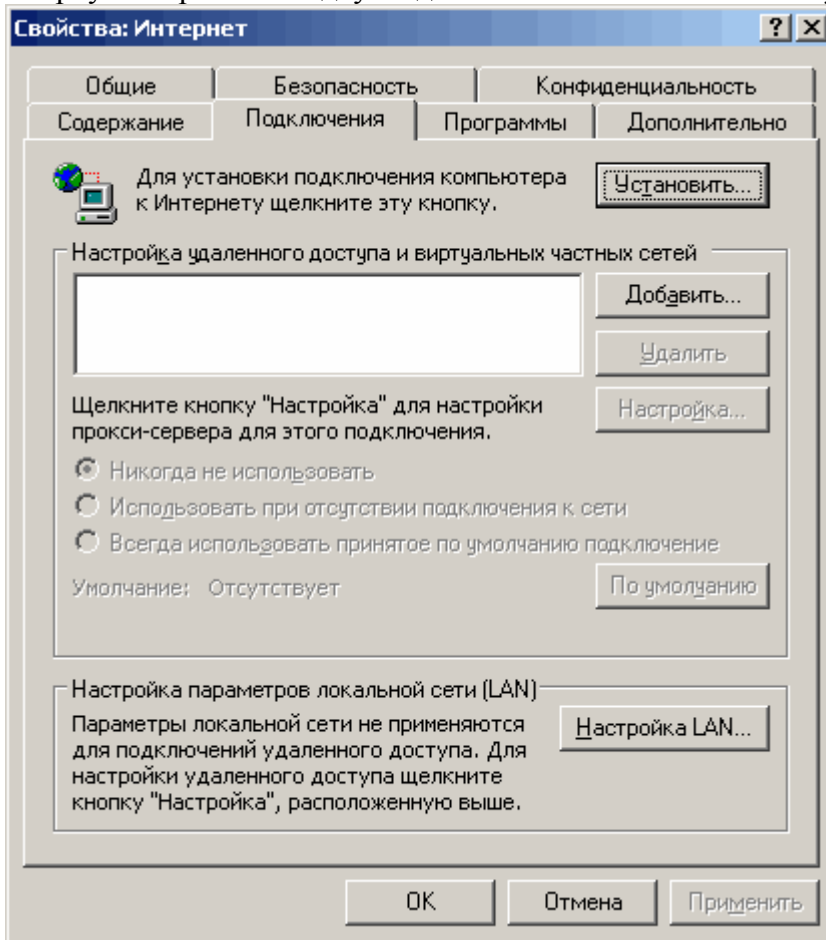 Свойства: Интернет
Общие
Безопасность
Конфиденциальность
Содержание
Подключения
Программы
Дополнительно
Для установки подключения компьютера
к Интернету щелкните эту кнопку.
Установить...
Настройка удаленного доступа и виртуальных частных сетей
Добавить...
Удалить
Щелкните кнопку "Настройка" для настройки
прокси-сервера для этого подключения.
Настройка...
Никогда не использовать
Использовать при отсутствии подключения к сети
Всегда использовать принятое по умолчанию подключение
Умолчание: Отсутствует
По умолчанию
Настройка параметров локальной сети (LAN)
Параметры локальной сети не применяются
для подключений удаленного доступа. Для
настройки удаленного доступа щелкните
кнопку "Настройка", расположенную выше.
Настройка LAN...
OK
Отмена
Применить